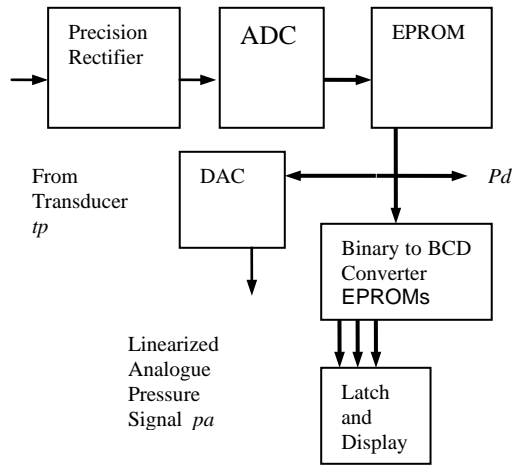 Precision
Rectifier
ADC
EPROM
From
Transducer
tp
DAC
Pd
Binary to BCD
Converter
EPROMs
Linearized
Analogue
Pressure
Signal pa
Latch
and
Display